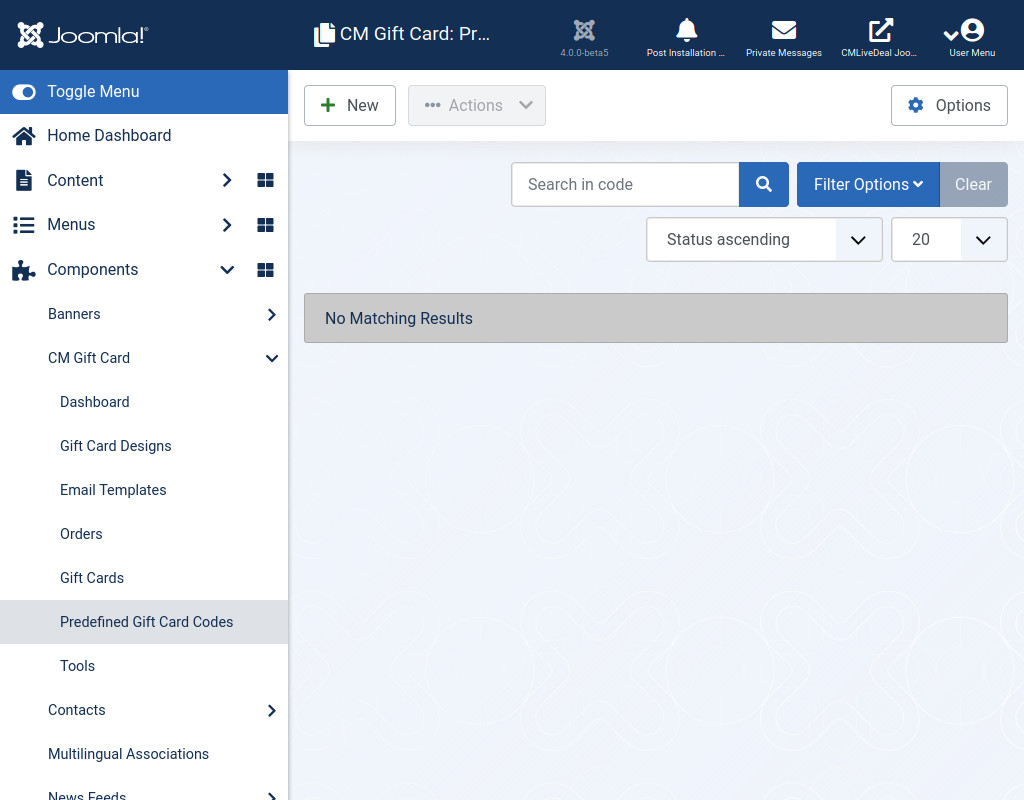 Joomla!
CM Gift Card: Pr...
4.0.0-beta5
Post Installation ...
Private Messages
CMLiveDeal Joo...
User Menu
Toggle Menu
New
Actions
Options
Home Dashboard
Content
Search in code
Filter Options
Clear
Menus
Status ascending
20
Components
Banners
No Matching Results
CM Gift Card
Dashboard
Gift Card Designs
Email Templates
Orders
Gift Cards
Predefined Gift Card Codes
Tools
Contacts
Multilingual Associations
News Feeds